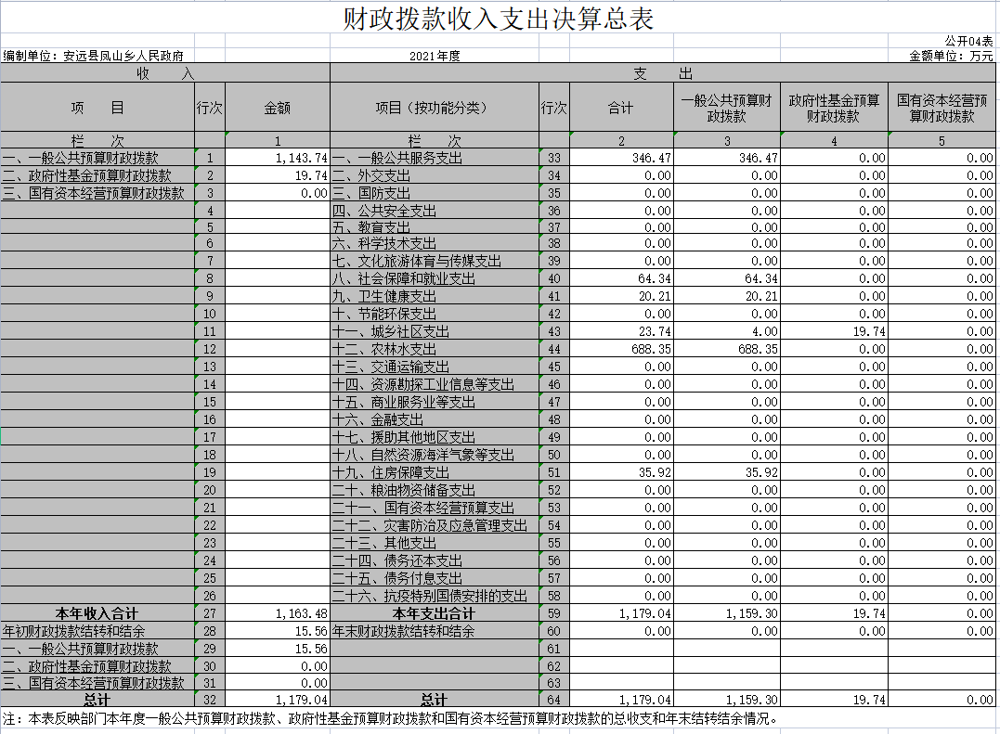 财政拨款收入支出决算总表
公开04表
编制单位：安远县凤山乡人民政府 2021年度 金额单位：万元
收 入 支 出
项 目 行次 金额 项目（按功能分类） 行次 合计 一般公共预算财政拨款 政府性基金预算财政拨款 国有资本经营预算财政拨款
栏 次 1 栏 次 2 3 4 5
一、一般公共预算财政拨款 1 1,143.74 一、一般公共服务支出 33 346.47 346.47 0.00 0.00
二、政府性基金预算财政拨款 2 19.74 二、外交支出 34 0.00 0.00 0.00 0.00
三、国有资本经营预算财政拨款 3 0.00 三、国防支出 35 0.00 0.00 0.00 0.00
4 四、公共安全支出 36 0.00 0.00 0.00 0.00
5 五、教育支出 37 0.00 0.00 0.00 0.00
6 六、科学技术支出 38 0.00 0.00 0.00 0.00
7 七、文化旅游体育与传媒支出 39 0.00 0.00 0.00 0.00
8 八、社会保障和就业支出 40 64.34 64.34 0.00 0.00
9 九、卫生健康支出 41 20.21 20.21 0.00 0.00
10 十、节能环保支出 42 0.00 0.00 0.00 0.00
11 十一、城乡社区支出 43 23.74 4.00 19.74 0.00
12 十二、农林水支出 44 688.35 688.35 0.00 0.00
13 十三、交通运输支出 45 0.00 0.00 0.00 0.00
14 十四、资源勘探工业信息等支出 46 0.00 0.00 0.00 0.00
15 十五、商业服务业等支出 47 0.00 0.00 0.00 0.00
16 十六、金融支出 48 0.00 0.00 0.00 0.00
17 十七、援助其他地区支出 49 0.00 0.00 0.00 0.00
18 十八、自然资源海洋气象等支出 50 0.00 0.00 0.00 0.00
19 十九、住房保障支出 51 35.92 35.92 0.00 0.00
20 二十、粮油物资储备支出 52 0.00 0.00 0.00 0.00
21 二十一、国有资本经营预算支出 53 0.00 0.00 0.00 0.00
22 二十二、灾害防治及应急管理支出 54 0.00 0.00 0.00 0.00
23 二十三、其他支出 55 0.00 0.00 0.00 0.00
24 二十四、债务还本支出 56 0.00 0.00 0.00 0.00
25 二十五、债务付息支出 57 0.00 0.00 0.00 0.00
26 二十六、抗疫特别国债安排的支出 58 0.00 0.00 0.00 0.00
本年收入合计 27 1,163.48 本年支出合计 59 1,179.04 1,159.30 19.74 0.00
年初财政拨款结转和结余 28 15.56 年末财政拨款结转和结余 60 0.00 0.00 0.00 0.00
一、一般公共预算财政拨款 29 15.56 61
二、政府性基金预算财政拨款 30 0.00 62
三、国有资本经营预算财政拨款 31 0.00 63
总计 32 1,179.04 总计 64 1,179.04 1,159.30 19.74 0.00
注：本表反映部门本年度一般公共预算财政拨款、政府性基金预算财政拨款和国有资本经营预算财政拨款的总收支和年末结转结余情况。